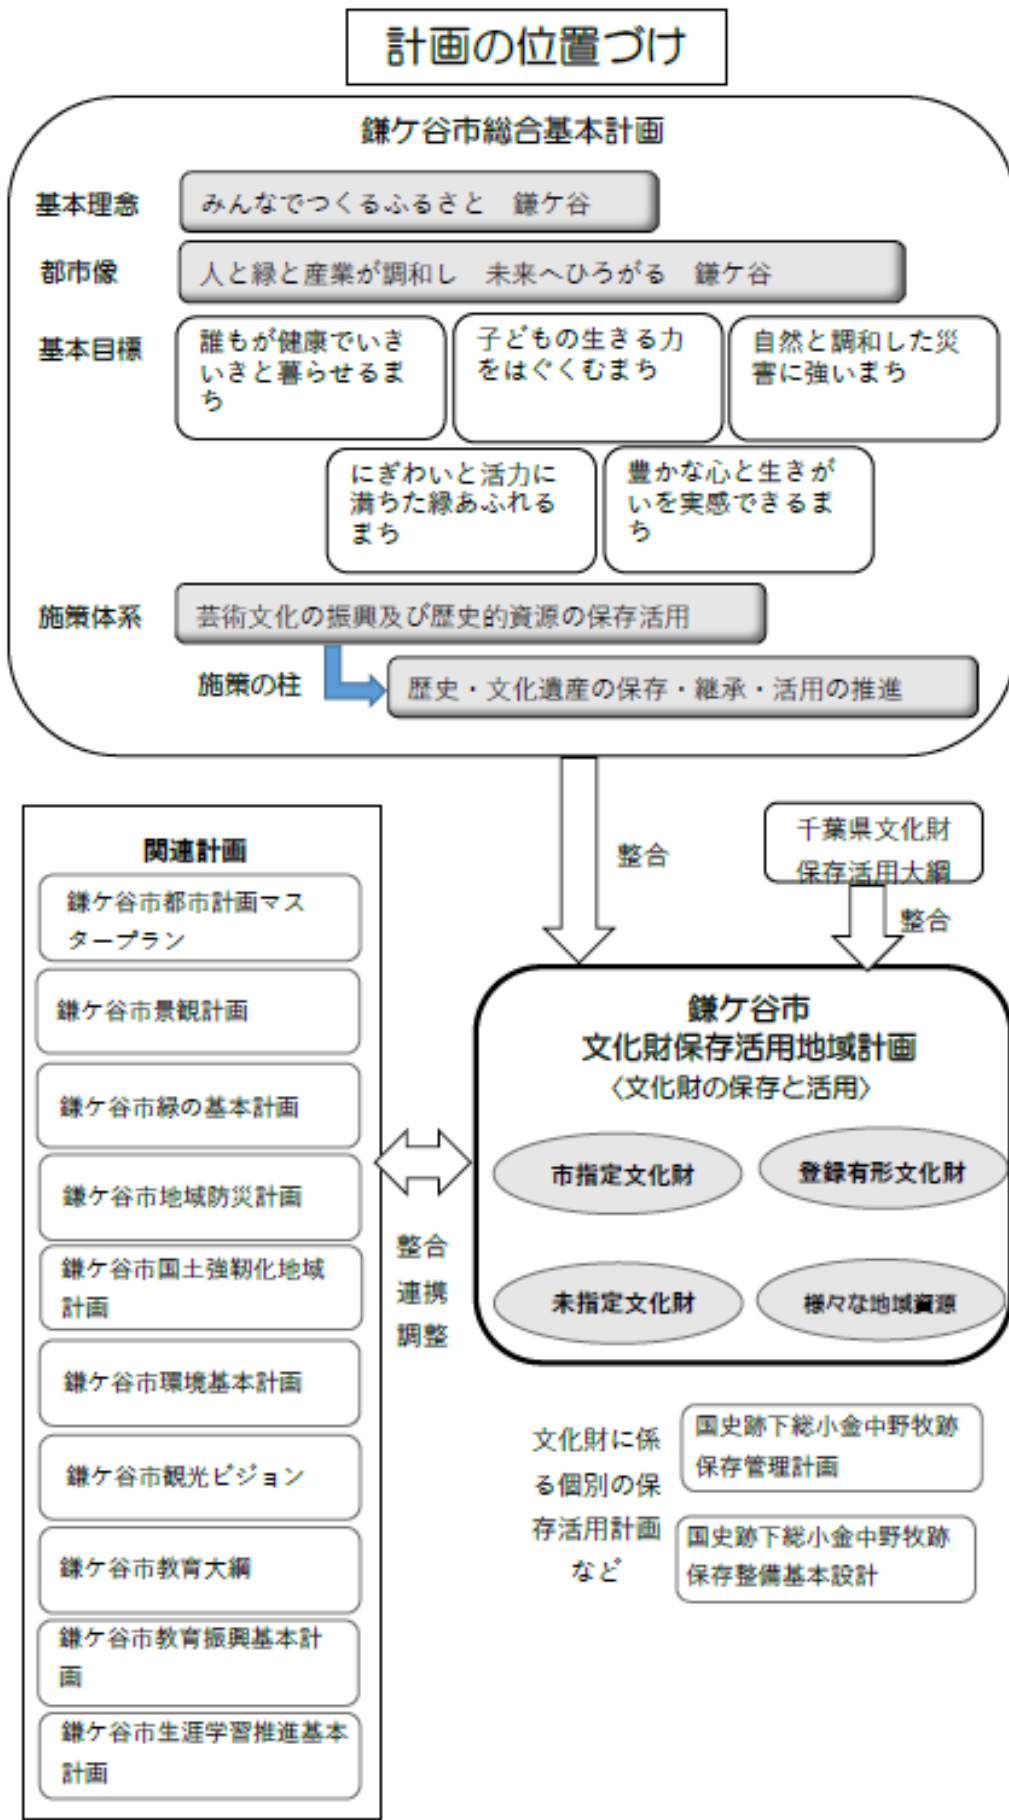 計画の位置づけ
鎌ケ谷市総合基本計画
基本理念
みんなでつくるふるさと　鎌ケ谷
都市像
人と緑と産業が調和し　未来へひろがる　鎌ケ谷
基本目標
誰もが健康でいき
いきと暮らせるま
ち
子どもの生きる力
をはぐくむまち
自然と調和した災
害に強いまち
にぎわいと活力に
満ちた緑あふれる
まち
豊かな心と生きが
いを実感できるま
ち
施策体系
芸術文化の振興及び歴史的資源の保存活用
施策の柱
歴史・文化遺産の保存・継承・活用の推進
整合
千葉県文化財
保存活用大綱
整合
関連計画
鎌ケ谷市都市計画マス
タープラン
鎌ケ谷市景観計画
鎌ケ谷市緑の基本計画
鎌ケ谷市地域防災計画
鎌ケ谷市国土強靭化地域
計画
鎌ケ谷市環境基本計画
鎌ケ谷市観光ビジョン
鎌ケ谷市教育大綱
鎌ケ谷市教育振興基本計
画
鎌ケ谷市生涯学習推進基本
計画
整合
連携
調整
鎌ケ谷市
文化財保存活用地域計画
〈文化財の保存と活用〉
市指定文化財
登録有形文化財
未指定文化財
様々な地域資源
文化財に係
る個別の保
存活用計画
など
国史跡下総小金中野牧跡
保存管理計画
国史跡下総小金中野牧跡
保存整備基本設計